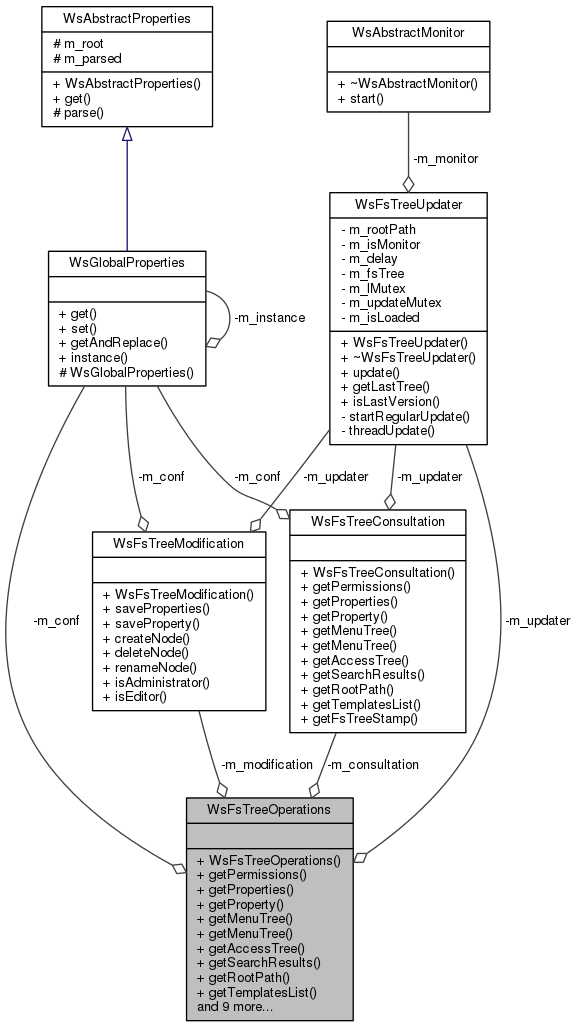 WsAbstractProperties
# m_root
# m_parsed
+ WsAbstractProperties()
+ get()
# parse()
WsAbstractMonitor
+ ~WsAbstractMonitor()
+ start()
-m_monitor
WsFsTreeUpdater
- m_rootPath
- m_isMonitor
- m_delay
- m_fsTree
- m_lMutex
- m_updateMutex
- m_isLoaded
+ WsFsTreeUpdater()
+ ~WsFsTreeUpdater()
+ update()
+ getLastTree()
+ isLastVersion()
- startRegularUpdate()
- threadUpdate()
WsGlobalProperties
+ get()
+ set()
+ getAndReplace()
+ instance()
# WsGlobalProperties()
-m_instance
-m_conf
-m_conf
-m_updater
-m_updater
WsFsTreeModification
+ WsFsTreeModification()
+ saveProperties()
+ saveProperty()
+ createNode()
+ deleteNode()
+ renameNode()
+ isAdministrator()
+ isEditor()
WsFsTreeConsultation
+ WsFsTreeConsultation()
+ getPermissions()
+ getProperties()
+ getProperty()
+ getMenuTree()
+ getMenuTree()
+ getAccessTree()
+ getSearchResults()
+ getRootPath()
+ getTemplatesList()
+ getFsTreeStamp()
-m_conf
-m_updater
-m_modification
-m_consultation
WsFsTreeOperations
+ WsFsTreeOperations()
+ getPermissions()
+ getProperties()
+ getProperty()
+ getMenuTree()
+ getMenuTree()
+ getAccessTree()
+ getSearchResults()
+ getRootPath()
+ getTemplatesList()
and 9 more...